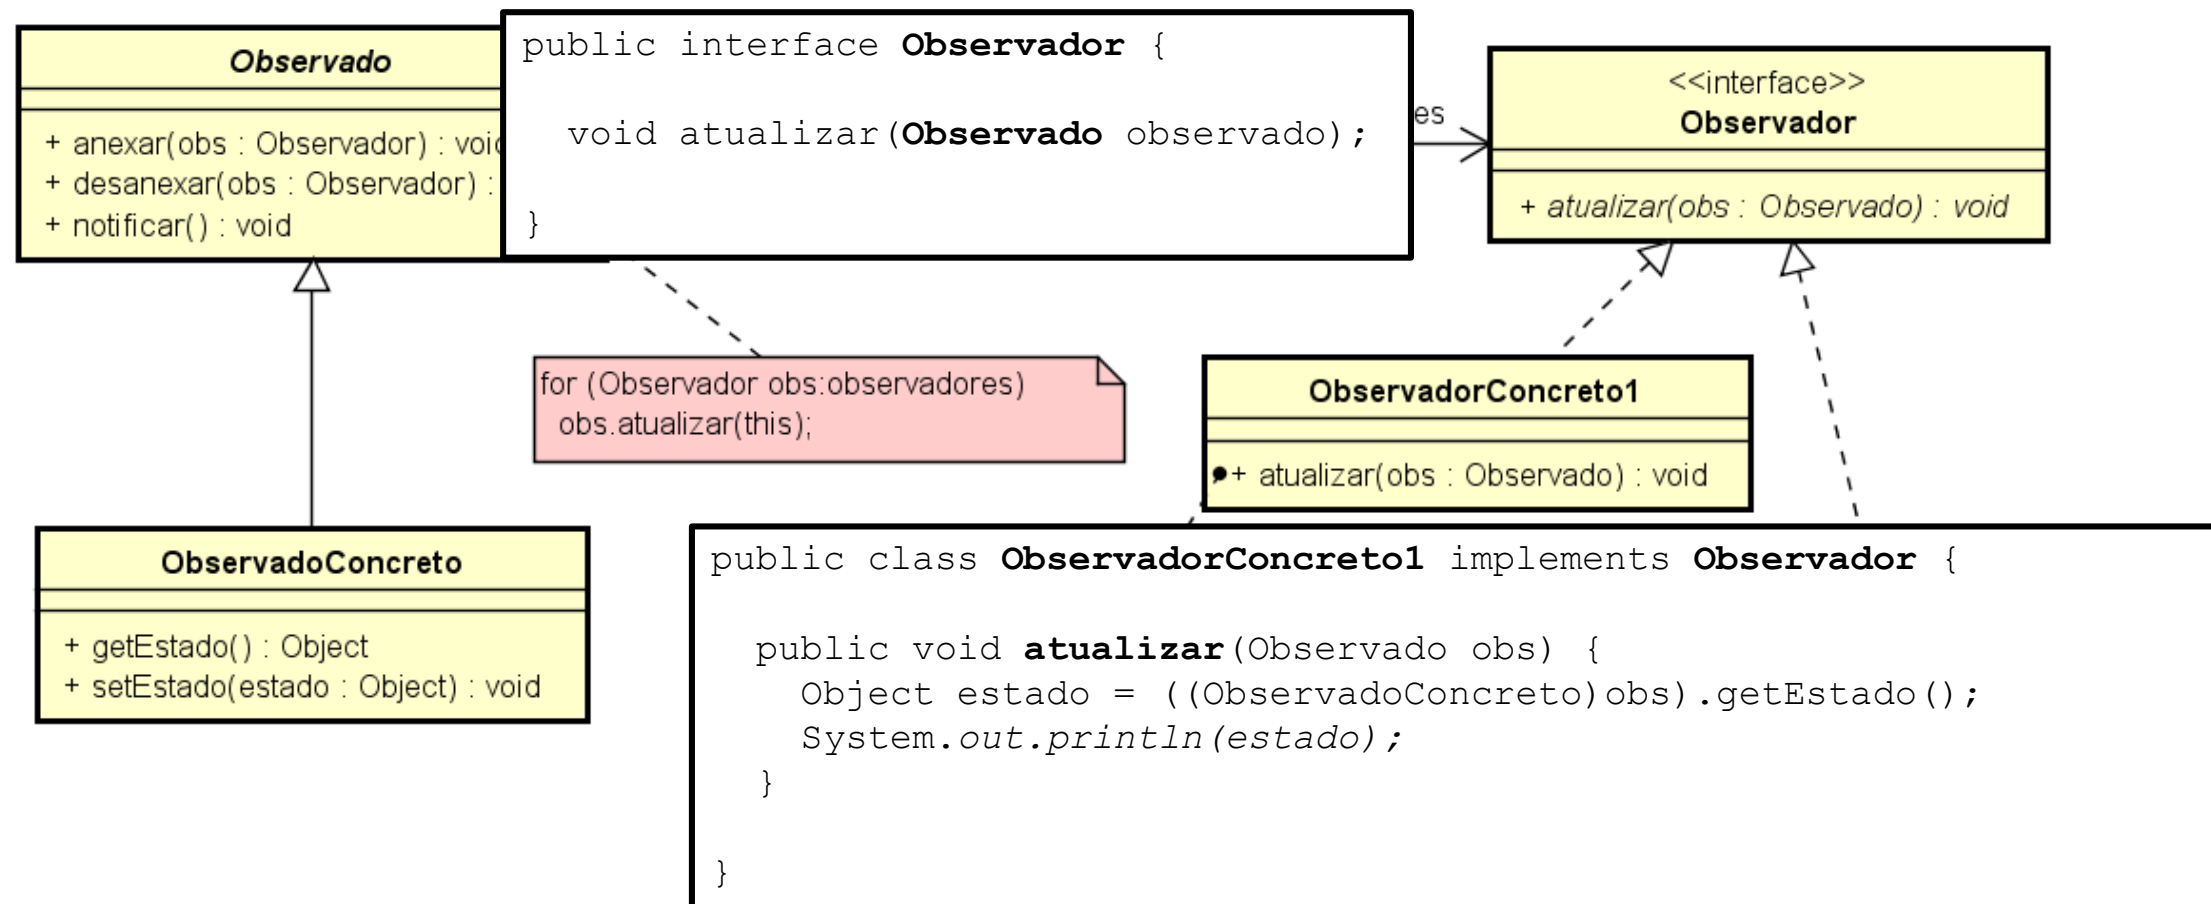 Observado
+ anexar(obs : Observador) : void
+ desanexar(obs : Observador) :
+ notificar() : void
public interface Observador {
void atualizar(Observado observado);
}
es
<<interface>>
Observador
+ atualizar(obs : Observado) : void
for (Observador obs:observadores)
obs.atualizar(this);
ObservadorConcreto1
+ atualizar(obs : Observado) : void
ObservadoConcreto
+ getEstado() : Object
+ setEstado(estado : Object) : void
public class ObservadorConcreto1 implements Observador {
public void atualizar(Observado obs) {
Object estado = ((ObservadoConcreto)obs).getEstado();
System.out.println(estado);
}
}